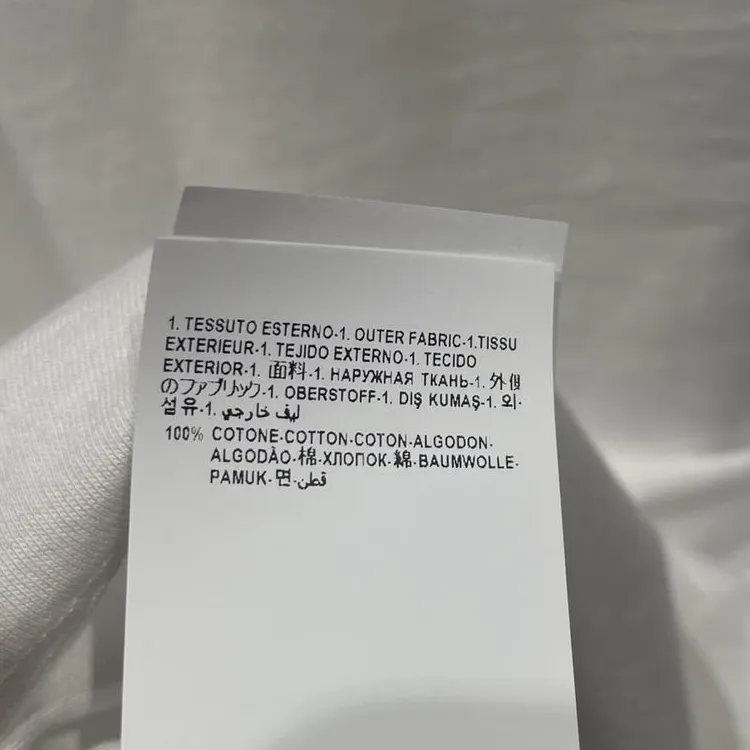 1. TESSUTO ESTERNO-1. OUTER FABRIC-1.TISSU
EXTERIEUR-1. TEJIDO EXTERNO-1. TECIDO
EXTERIOR-1. 面料-1. НАРУЖНАЯ ТКАНЬ-1. 外側
のファブリック-1. OBERSTOFF-1. DIŞ KUMAŞ-1. 외-
섬유-1. ليف خارجي
100% COTONE-COTTON-COTON-ALGODON-
ALGODÀO-棉-ХЛОПОК-綿-BAUMWOLLE-
PAMUK-면-قطن